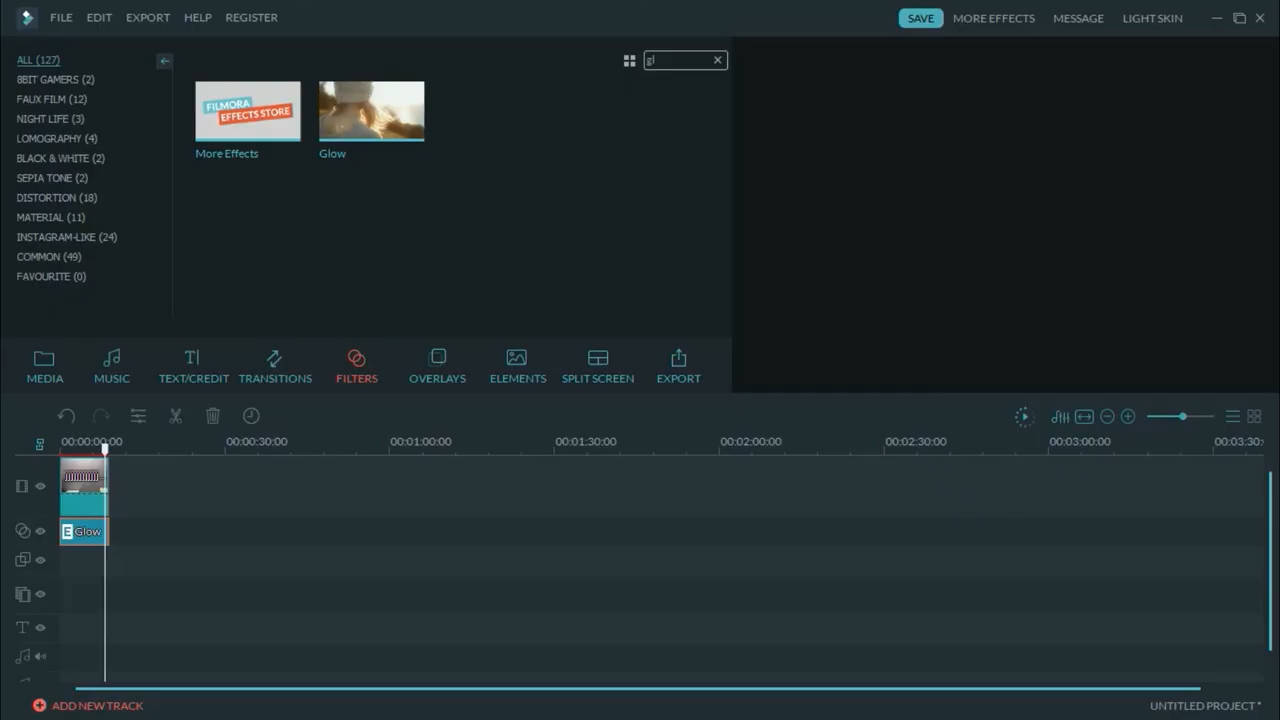 FILE EDIT EXPORT HELP REGISTER SAVE MORE EFFECTS MESSAGE LIGHT SKIN
ALL (127)
8BIT GAMERS (2)
FAUX FILM (12)
NIGHT LIFE (3)
LOMOGRAPHY (4)
BLACK & WHITE (2)
SEPIA TONE (2)
DISTORTION (18)
MATERIAL (11)
INSTAGRAM-LIKE (24)
COMMON (49)
FAVOURITE (0)
gl
FILMORA
EFFECTS STORE
More Effects Glow
MEDIA MUSIC TEXT/CREDIT TRANSITIONS FILTERS OVERLAYS ELEMENTS SPLIT SCREEN EXPORT
00:00:00:00 00:00:30:00 00:01:00:00 00:01:30:00 00:02:00:00 00:02:30:00 00:03:00:00 00:03:30:
E Glow
ADD NEW TRACK UNTITLED PROJECT *